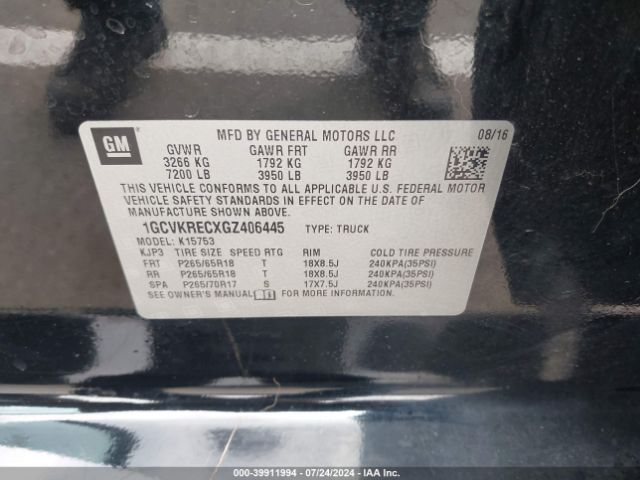 GM
MFD BY GENERAL MOTORS LLC 08/16
GVWR GAWR FRT GAWR RR
3266 KG 1792 KG 1792 KG
7200 LB 3950 LB 3950 LB
THIS VEHICLE CONFORMS TO ALL APPLICABLE U.S. FEDERAL MOTOR
VEHICLE SAFETY STANDARDS IN EFFECT ON THE DATE OF
MANUFACTURE SHOWN ABOVE.
1GCVKRECXGZ406445 TYPE: TRUCK
MODEL: K15753
KJP3 TIRE SIZE SPEED RTG RIM COLD TIRE PRESSURE
FRT P265/65R18 T 18X8.5J 240KPA(35PSI)
RR P265/65R18 T 18X8.5J 240KPA(35PSI)
SPA P265/70R17 S 17X7.5J 240KPA(35PSI)
SEE OWNER'S MANUAL FOR MORE INFORMATION.
000-39911994 / 07/24/2024 - IAA Inc.